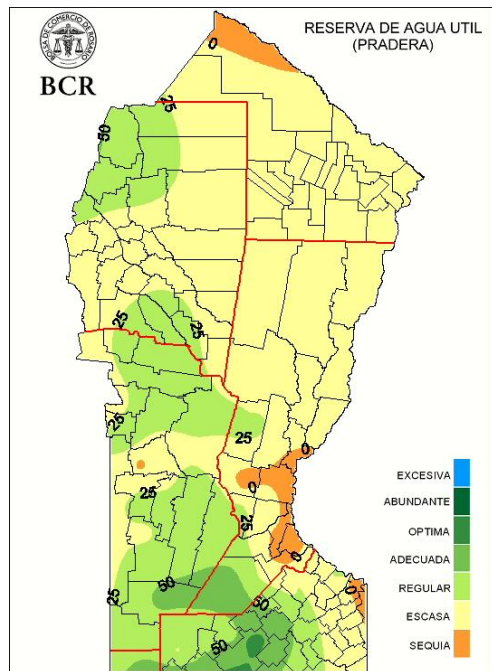 BOLSA DE COMERCIO DE ROSARIO
BCR
RESERVA DE AGUA UTIL
(PRADERA)
0
25
50
25
25
25
25
0
0
25
25
0
0
25
50
50
50
EXCESIVA
ABUNDANTE
OPTIMA
ADECUADA
REGULAR
ESCASA
SEQUIA